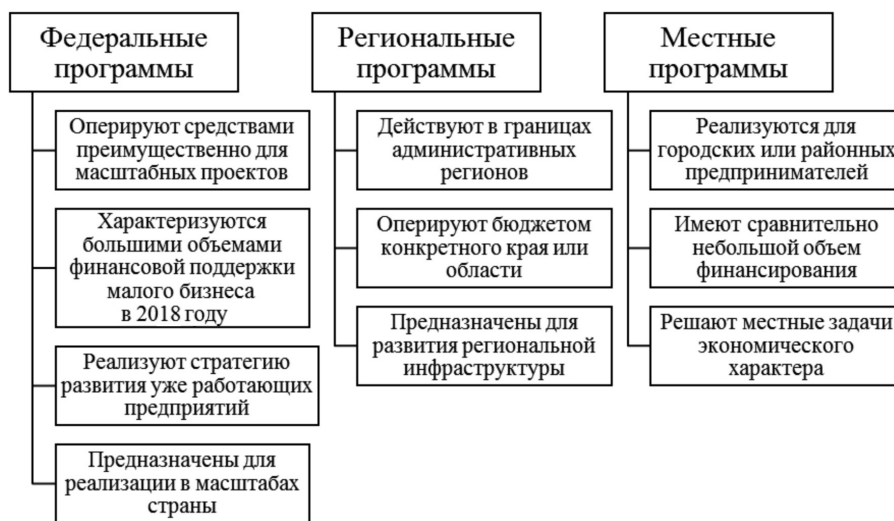 Федеральные
программы
Оперируют средствами
преимущественно для
масштабных проектов
Характеризуются
большими объемами
финансовой поддержки
малого бизнеса
в 2018 году
Реализуют стратегию
развития уже работающих
предприятий
Предназначены для
реализации в масштабах
страны
Региональные
программы
Действуют в границах
административных
регионов
Оперируют бюджетом
конкретного края или
области
Предназначены для
развития региональной
инфраструктуры
Местные
программы
Реализуются для
городских или районных
предпринимателей
Имеют сравнительно
небольшой объем
финансирования
Решают местные задачи
экономического
характера